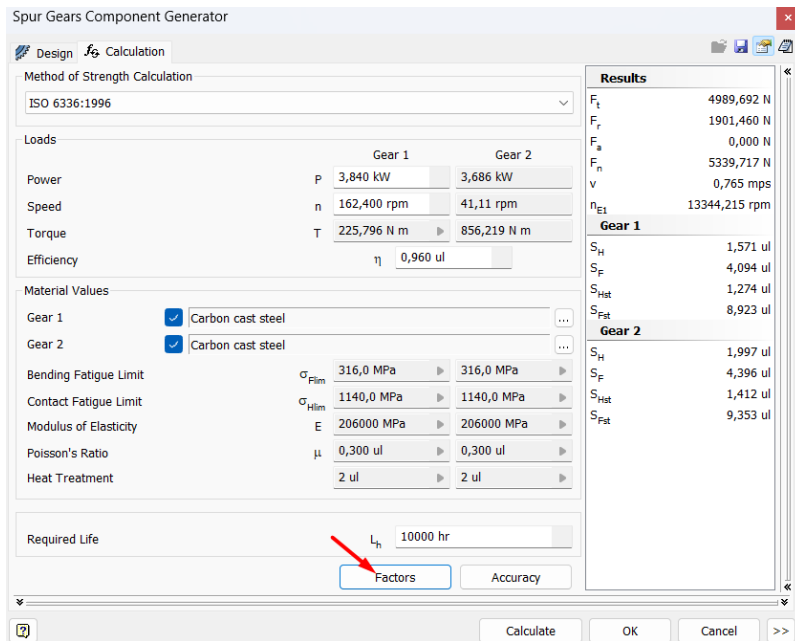 Spur Gears Component Generator
Design Calculation
Method of Strength Calculation
ISO 6336:1996
Loads
Gear 1 Gear 2
Power P 3,840 kW 3,686 kW
Speed n 162,400 rpm 41,11 rpm
Torque T 225,796 N m 856,219 N m
Efficiency η 0,960 ul
Material Values
Gear 1 Carbon cast steel ...
Gear 2 Carbon cast steel ...
Bending Fatigue Limit σFlim 316,0 MPa 316,0 MPa
Contact Fatigue Limit σHlim 1140,0 MPa 1140,0 MPa
Modulus of Elasticity E 206000 MPa 206000 MPa
Poisson's Ratio μ 0,300 ul 0,300 ul
Heat Treatment 2 ul 2 ul
Required Life Lh 10000 hr
Factors Accuracy
Results
Ft 4989,692 N
Fr 1901,460 N
Fa 0,000 N
Fn 5339,717 N
v 0,765 mps
nE1 13344,215 rpm
Gear 1
SH 1,571 ul
SF 4,094 ul
SHst 1,274 ul
SFst 8,923 ul
Gear 2
SH 1,997 ul
SF 4,396 ul
SHst 1,412 ul
SFst 9,353 ul
Calculate OK Cancel >>